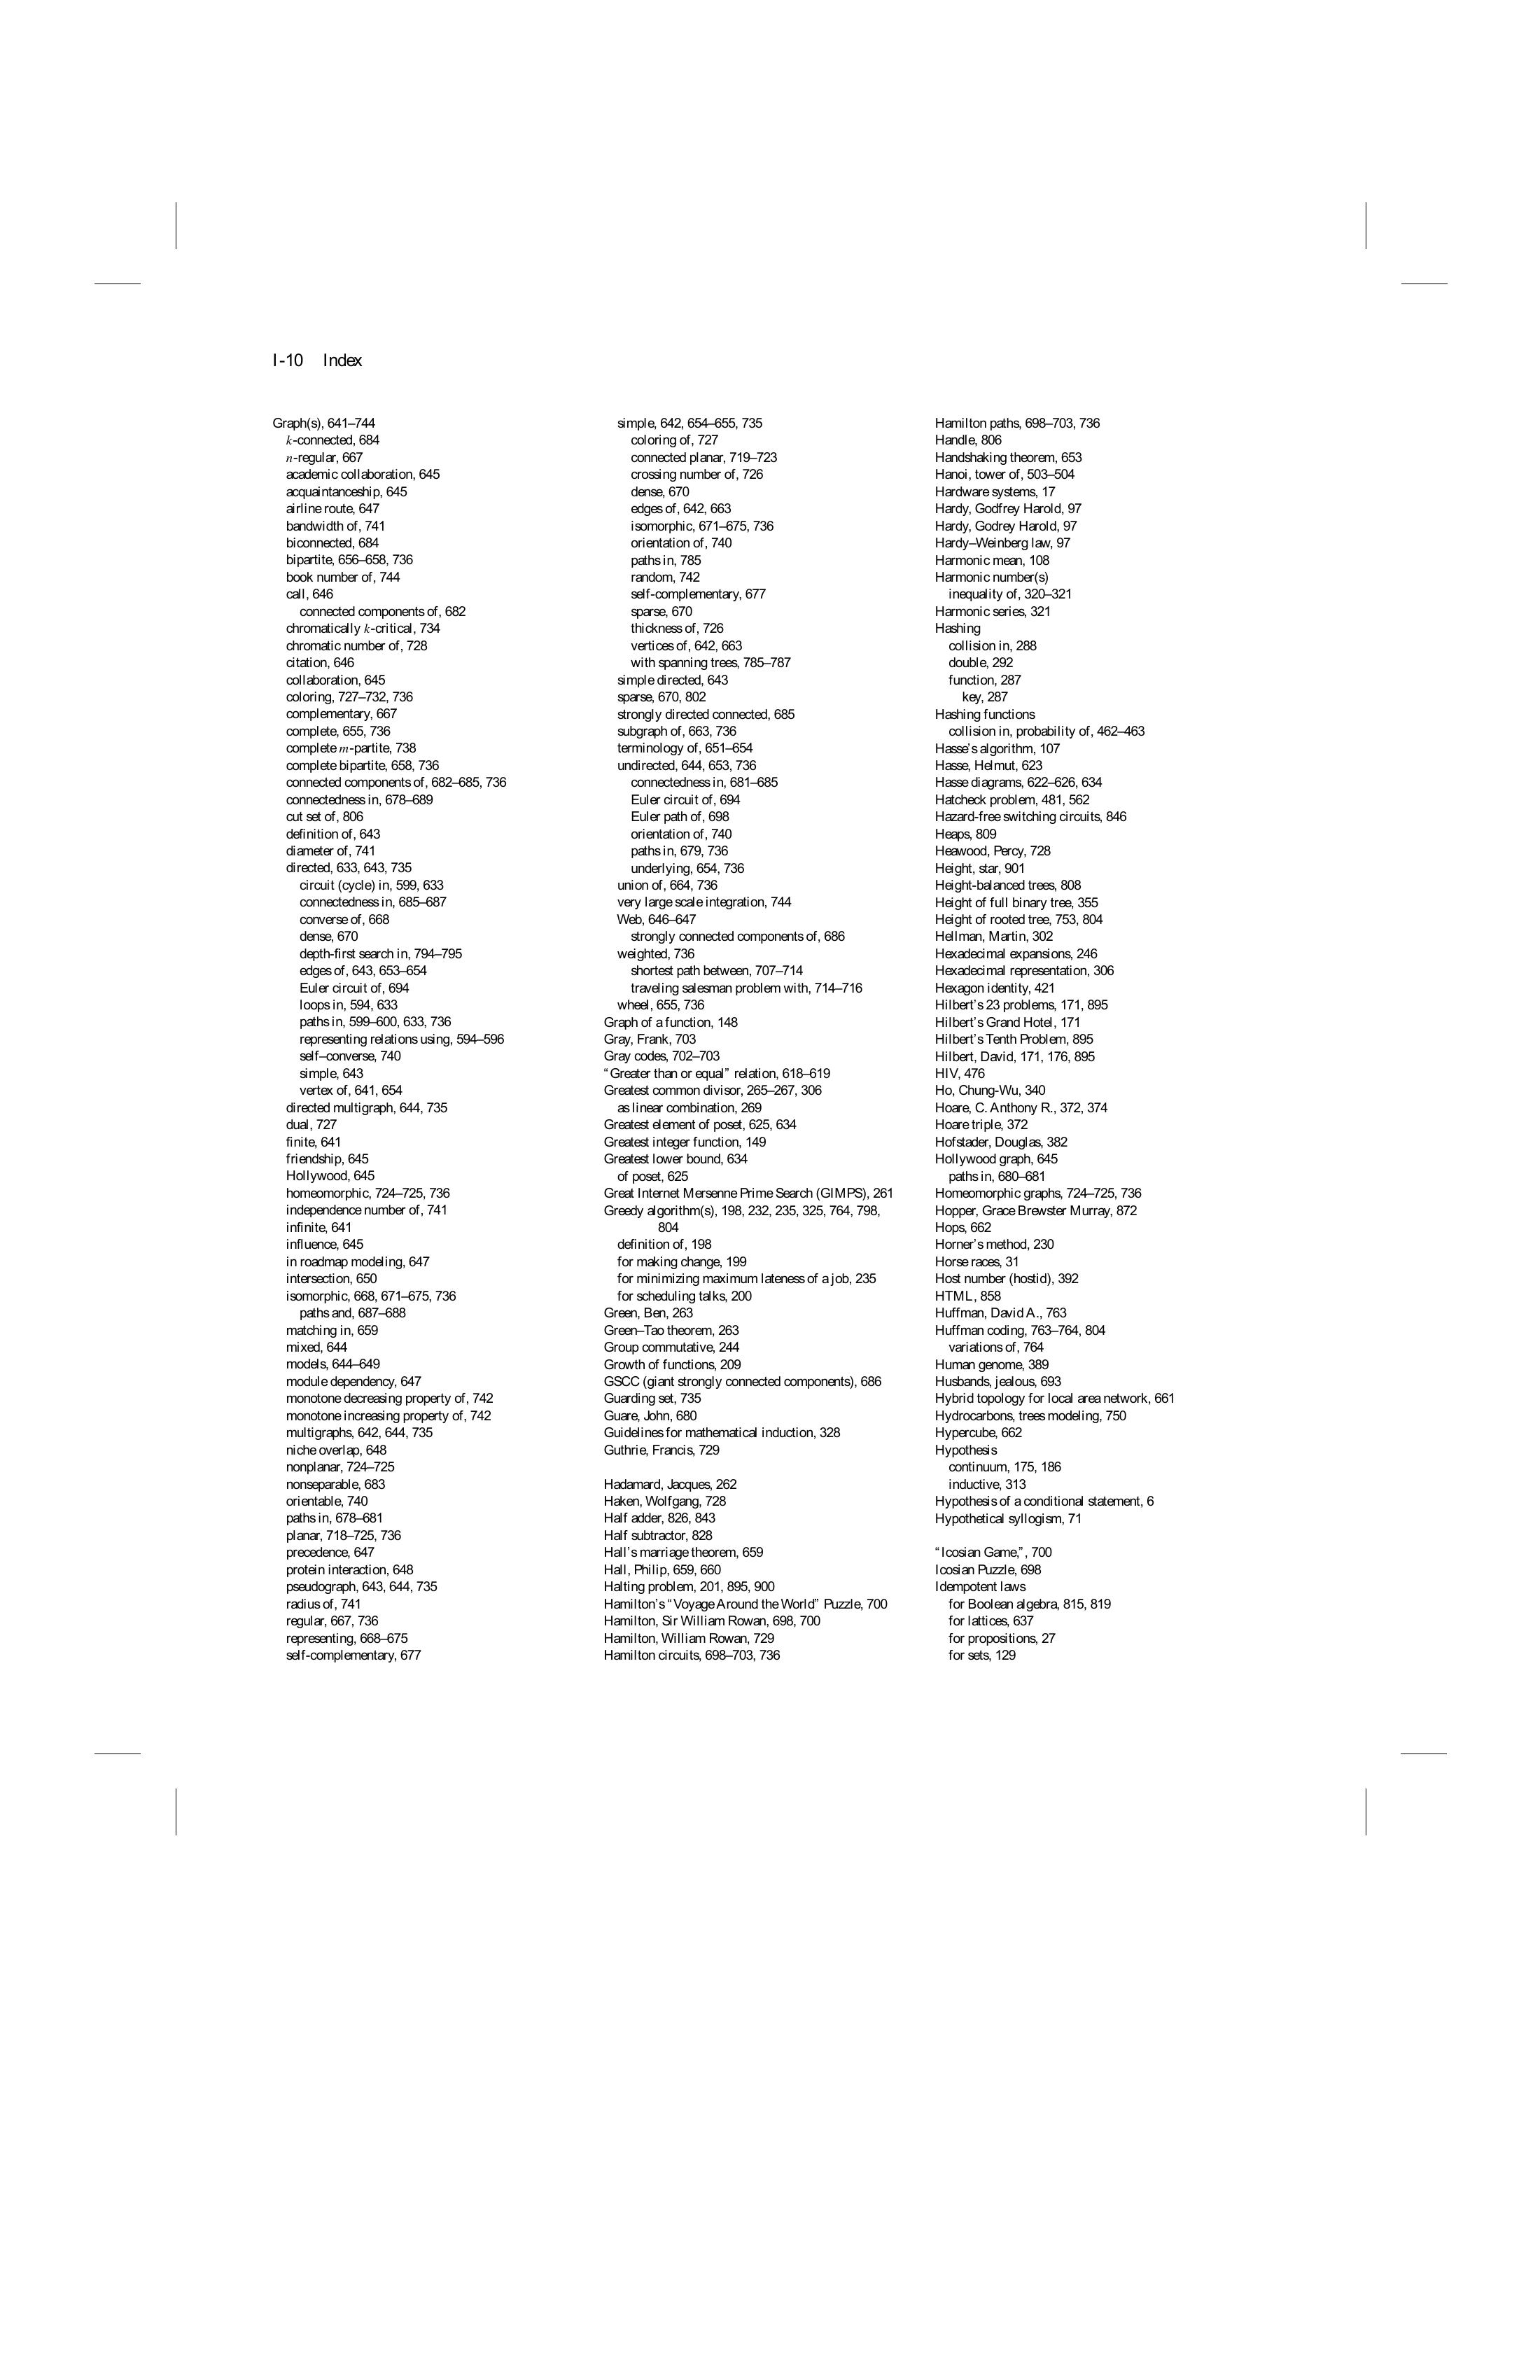 I-10 Index
Graph(s), 641–744
k-connected, 684
n-regular, 667
academic collaboration, 645
acquaintanceship, 645
airline route, 647
bandwidth of, 741
biconnected, 684
bipartite, 656–658, 736
book number of, 744
call, 646
connected components of, 682
chromatically k-critical, 734
chromatic number of, 728
citation, 646
collaboration, 645
coloring, 727–732, 736
complementary, 667
complete, 655, 736
complete m-partite, 738
complete bipartite, 658, 736
connected components of, 682–685, 736
connectedness in, 678–689
cut set of, 806
definition of, 643
diameter of, 741
directed, 633, 643, 735
circuit (cycle) in, 599, 633
connectedness in, 685–687
converse of, 668
dense, 670
depth-first search in, 794–795
edges of, 643, 653–654
Euler circuit of, 694
loops in, 594, 633
paths in, 599–600, 633, 736
representing relations using, 594–596
self–converse, 740
simple, 643
vertex of, 641, 654
directed multigraph, 644, 735
dual, 727
finite, 641
friendship, 645
Hollywood, 645
homeomorphic, 724–725, 736
independence number of, 741
infinite, 641
influence, 645
in roadmap modeling, 647
intersection, 650
isomorphic, 668, 671–675, 736
paths and, 687–688
matching in, 659
mixed, 644
models, 644–649
module dependency, 647
monotone decreasing property of, 742
monotone increasing property of, 742
multigraphs, 642, 644, 735
niche overlap, 648
nonplanar, 724–725
nonseparable, 683
orientable, 740
paths in, 678–681
planar, 718–725, 736
precedence, 647
protein interaction, 648
pseudograph, 643, 644, 735
radius of, 741
regular, 667, 736
representing, 668–675
self-complementary, 677
simple, 642, 654–655, 735
coloring of, 727
connected planar, 719–723
crossing number of, 726
dense, 670
edges of, 642, 663
isomorphic, 671–675, 736
orientation of, 740
paths in, 785
random, 742
self-complementary, 677
sparse, 670
thickness of, 726
vertices of, 642, 663
with spanning trees, 785–787
simple directed, 643
sparse, 670, 802
strongly directed connected, 685
subgraph of, 663, 736
terminology of, 651–654
undirected, 644, 653, 736
connectedness in, 681–685
Euler circuit of, 694
Euler path of, 698
orientation of, 740
paths in, 679, 736
underlying, 654, 736
union of, 664, 736
very large scale integration, 744
Web, 646–647
strongly connected components of, 686
weighted, 736
shortest path between, 707–714
traveling salesman problem with, 714–716
wheel, 655, 736
Graph of a function, 148
Gray, Frank, 703
Gray codes, 702–703
“Greater than or equal” relation, 618–619
Greatest common divisor, 265–267, 306
as linear combination, 269
Greatest element of poset, 625, 634
Greatest integer function, 149
Greatest lower bound, 634
of poset, 625
Great Internet Mersenne Prime Search (GIMPS), 261
Greedy algorithm(s), 198, 232, 235, 325, 764, 798,
804
definition of, 198
for making change, 199
for minimizing maximum lateness of a job, 235
for scheduling talks, 200
Green, Ben, 263
Green–Tao theorem, 263
Group commutative, 244
Growth of functions, 209
GSCC (giant strongly connected components), 686
Guarding set, 735
Guare, John, 680
Guidelines for mathematical induction, 328
Guthrie, Francis, 729
Hadamard, Jacques, 262
Haken, Wolfgang, 728
Half adder, 826, 843
Half subtractor, 828
Hall’s marriage theorem, 659
Hall, Philip, 659, 660
Halting problem, 201, 895, 900
Hamilton’s “Voyage Around the World” Puzzle, 700
Hamilton, Sir William Rowan, 698, 700
Hamilton, William Rowan, 729
Hamilton circuits, 698–703, 736
Hamilton paths, 698–703, 736
Handle, 806
Handshaking theorem, 653
Hanoi, tower of, 503–504
Hardware systems, 17
Hardy, Godfrey Harold, 97
Hardy, Godrey Harold, 97
Hardy–Weinberg law, 97
Harmonic mean, 108
Harmonic number(s)
inequality of, 320–321
Harmonic series, 321
Hashing
collision in, 288
double, 292
function, 287
key, 287
Hashing functions
collision in, probability of, 462–463
Hasse’s algorithm, 107
Hasse, Helmut, 623
Hasse diagrams, 622–626, 634
Hatcheck problem, 481, 562
Hazard-free switching circuits, 846
Heaps, 809
Heawood, Percy, 728
Height, star, 901
Height-balanced trees, 808
Height of full binary tree, 355
Height of rooted tree, 753, 804
Hellman, Martin, 302
Hexadecimal expansions, 246
Hexadecimal representation, 306
Hexagon identity, 421
Hilbert’s 23 problems, 171, 895
Hilbert’s Grand Hotel, 171
Hilbert’s Tenth Problem, 895
Hilbert, David, 171, 176, 895
HIV, 476
Ho, Chung-Wu, 340
Hoare, C. Anthony R., 372, 374
Hoare triple, 372
Hofstader, Douglas, 382
Hollywood graph, 645
paths in, 680–681
Homeomorphic graphs, 724–725, 736
Hopper, Grace Brewster Murray, 872
Hops, 662
Horner’s method, 230
Horse races, 31
Host number (hostid), 392
HTML, 858
Huffman, David A., 763
Huffman coding, 763–764, 804
variations of, 764
Human genome, 389
Husbands, jealous, 693
Hybrid topology for local area network, 661
Hydrocarbons, trees modeling, 750
Hypercube, 662
Hypothesis
continuum, 175, 186
inductive, 313
Hypothesis of a conditional statement, 6
Hypothetical syllogism, 71
“Icosian Game,”, 700
Icosian Puzzle, 698
Idempotent laws
for Boolean algebra, 815, 819
for lattices, 637
for propositions, 27
for sets, 129